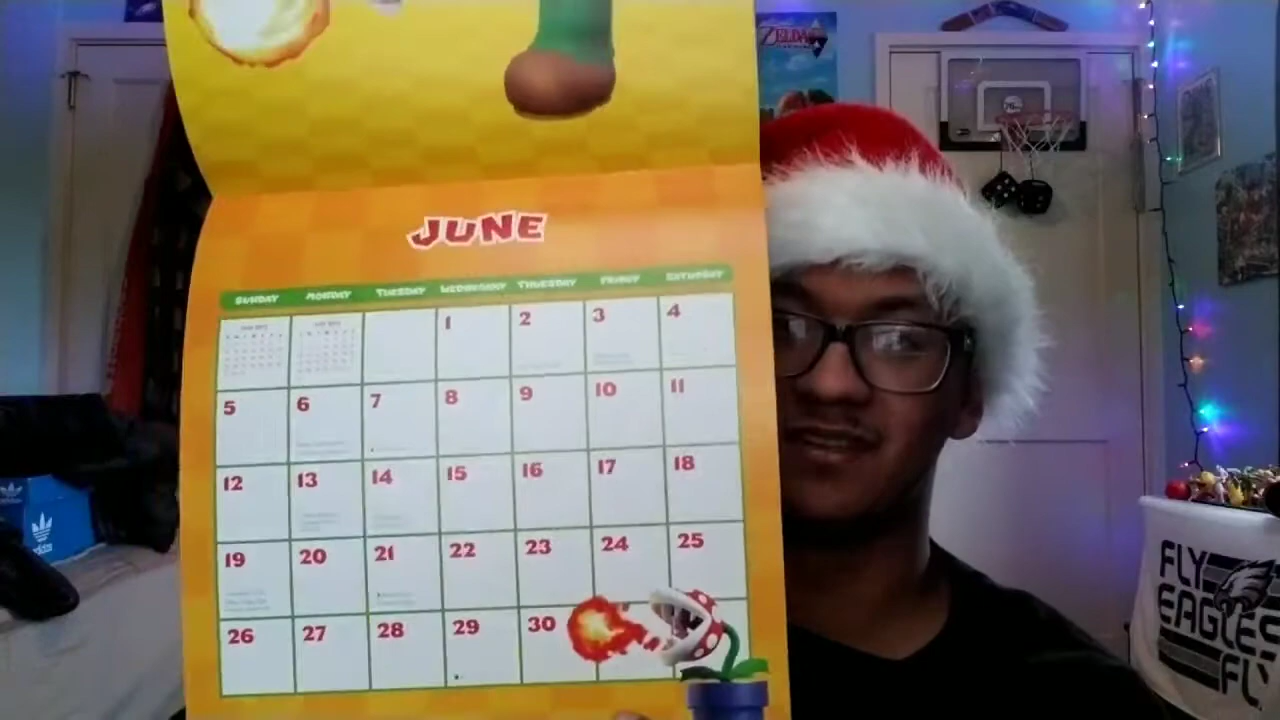 ZELDA
76
JUNE
SUNDAY MONDAY TUESDAY WEDNESDAY THURSDAY FRIDAY SATURDAY
1 2 3 4
5 6 7 8 9 10 11
12 13 14 15 16 17 18
19 20 21 22 23 24 25
26 27 28 29 30
adidas
FLY
EAGLES
FLY